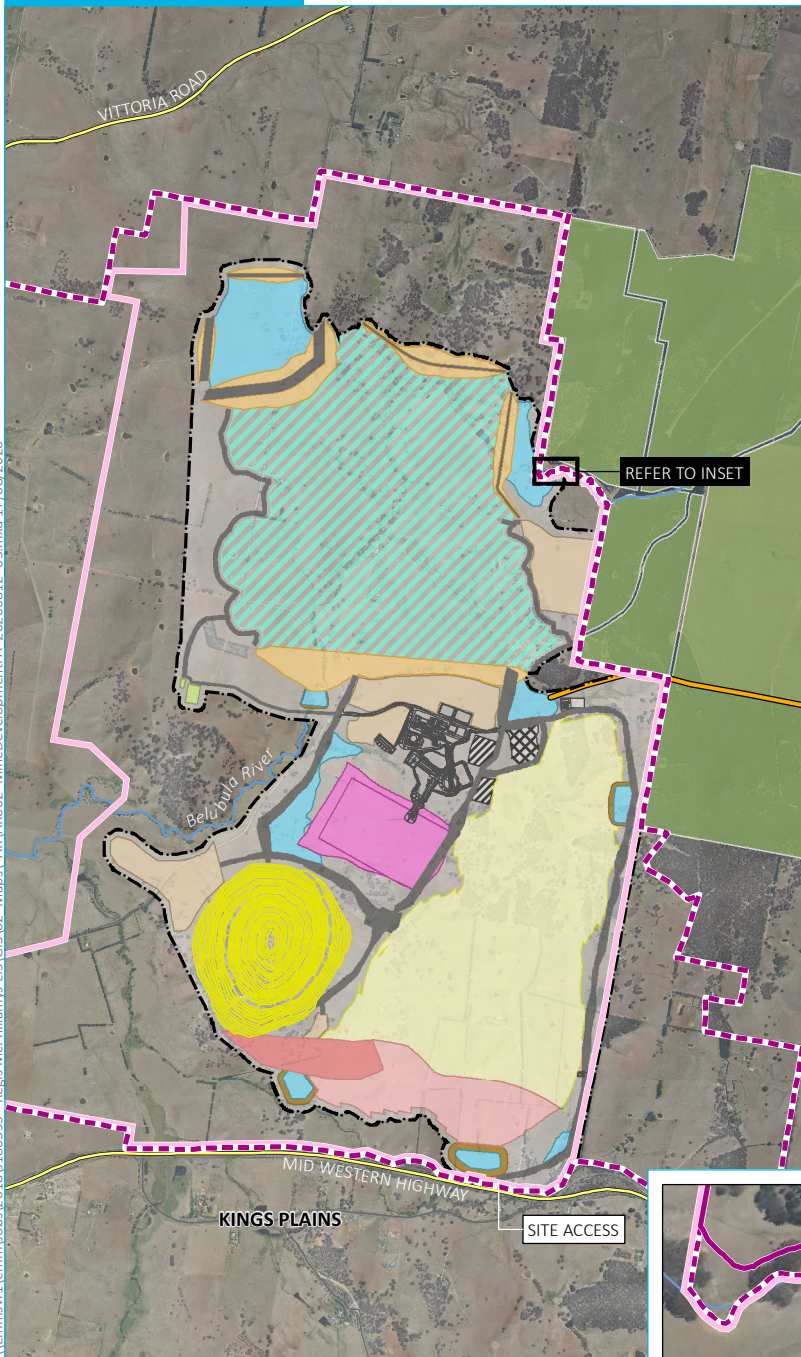 VITTORIA ROAD
REFER TO INSET
Belubula River
MID WESTERN HIGHWAY
KINGS PLAINS
SITE ACCESS